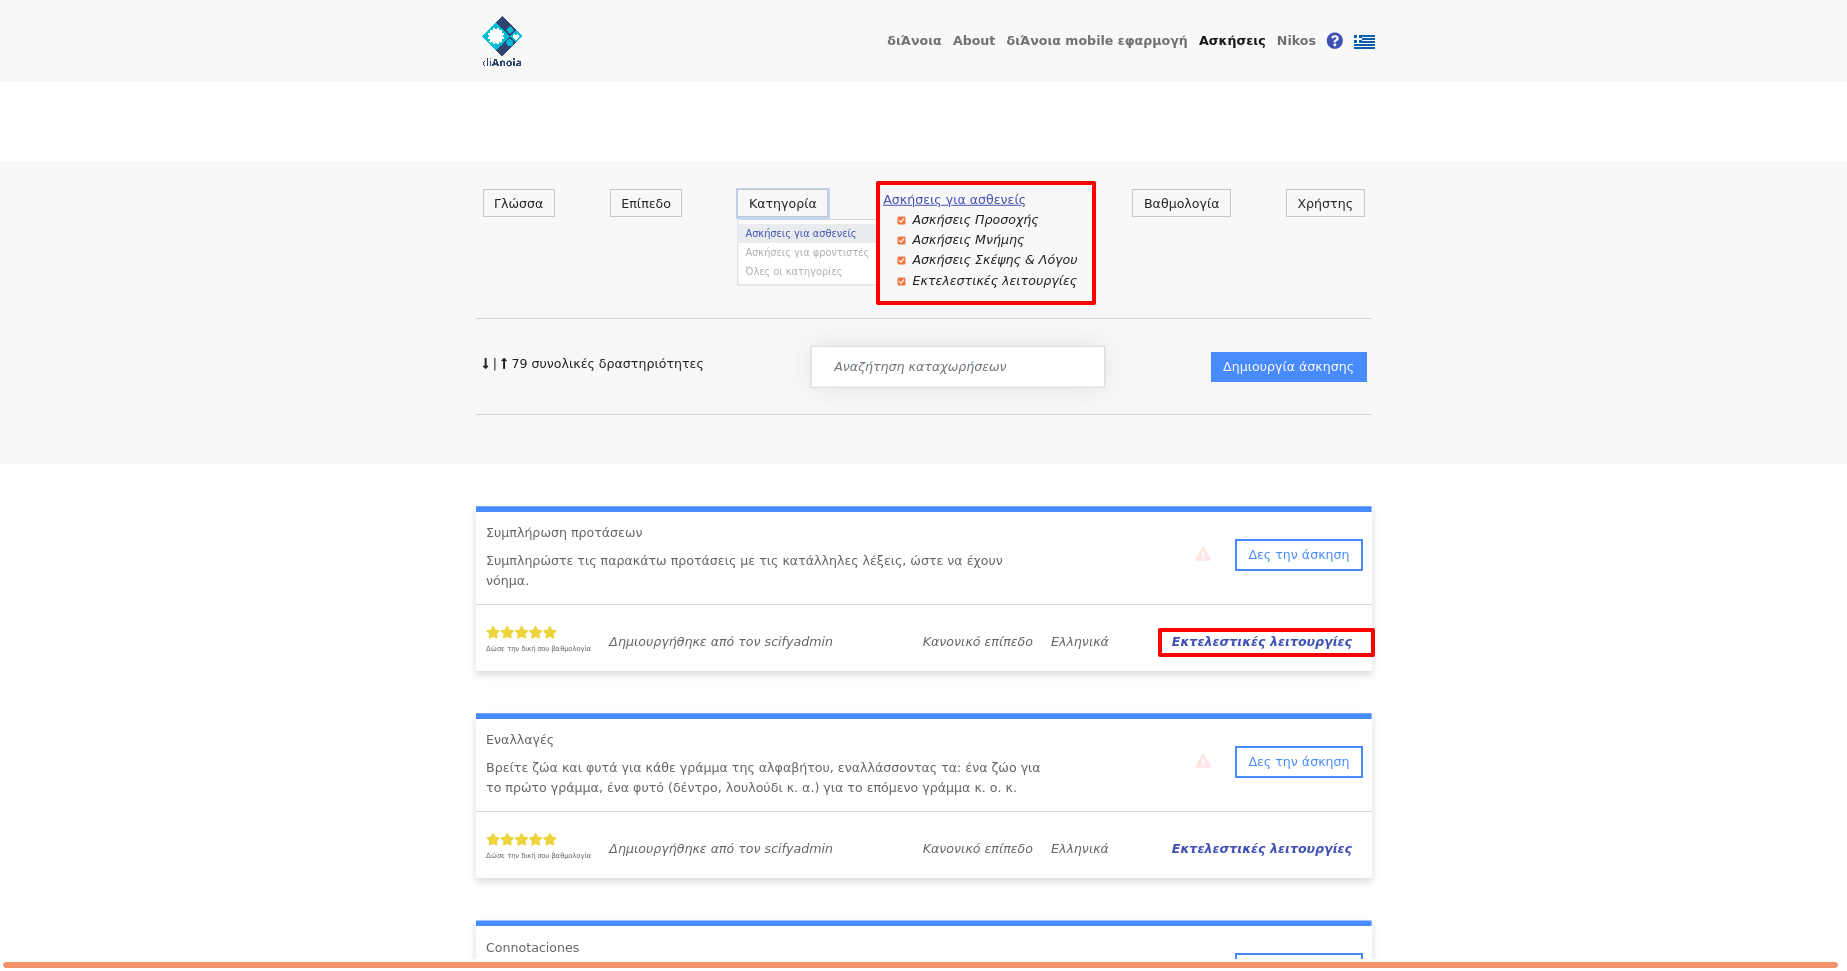 diAnoia
διΆνοια About διΆνοια mobile εφαρμογή Ασκήσεις Nikos ?
Γλώσσα Επίπεδο Κατηγορία Βαθμολογία Χρήστης
Ασκήσεις για ασθενείς
Ασκήσεις για φροντιστές
Όλες οι κατηγορίες
Ασκήσεις για ασθενείς
Ασκήσεις Προσοχής
Ασκήσεις Μνήμης
Ασκήσεις Σκέψης & Λόγου
Εκτελεστικές λειτουργίες
| 79 συνολικές δραστηριότητες
Αναζήτηση καταχωρήσεων
Δημιουργία άσκησης
Συμπλήρωση προτάσεων
Συμπληρώστε τις παρακάτω προτάσεις με τις κατάλληλες λέξεις, ώστε να έχουν
νόημα.
Δες την άσκηση
Δώσε την δική σου βαθμολογία
Δημιουργήθηκε από τον scifyadmin Κανονικό επίπεδο Ελληνικά Εκτελεστικές λειτουργίες
Εναλλαγές
Βρείτε ζώα και φυτά για κάθε γράμμα της αλφαβήτου, εναλλάσσοντας τα: ένα ζώο για
το πρώτο γράμμα, ένα φυτό (δέντρο, λουλούδι κ. α.) για το επόμενο γράμμα κ. ο. κ.
Δες την άσκηση
Δώσε την δική σου βαθμολογία
Δημιουργήθηκε από τον scifyadmin Κανονικό επίπεδο Ελληνικά Εκτελεστικές λειτουργίες
Connotaciones